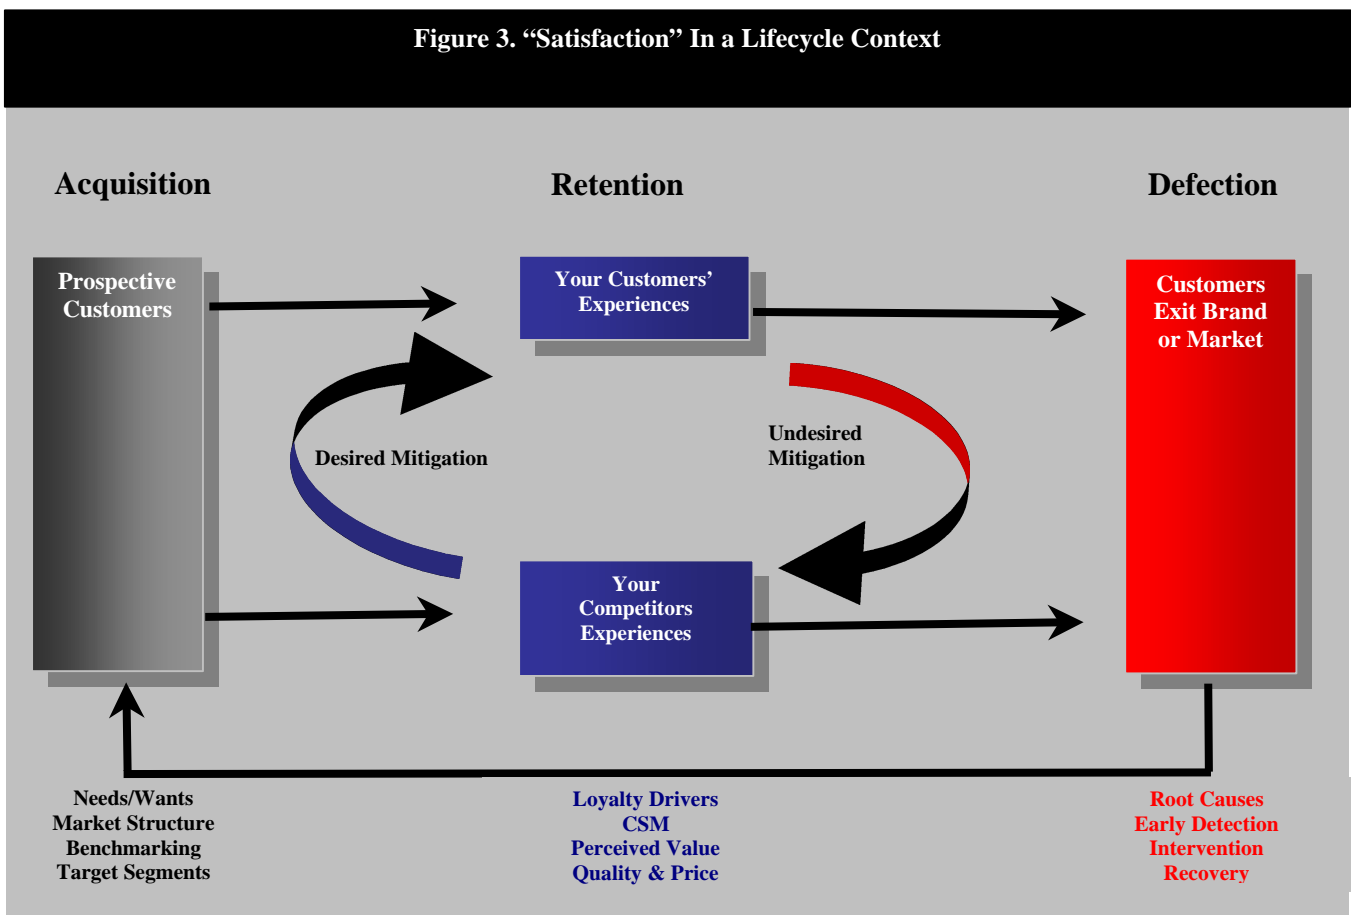 Figure 3. “Satisfaction” In a Lifecycle Context
Acquisition
Retention
Defection
Prospective
Customers
Your Customers’
Experiences
Customers
Exit Brand
or Market
Desired Mitigation
Undesired
Mitigation
Your
Competitors
Experiences
Needs/Wants
Market Structure
Benchmarking
Target Segments
Loyalty Drivers
CSM
Perceived Value
Quality & Price
Root Causes
Early Detection
Intervention
Recovery